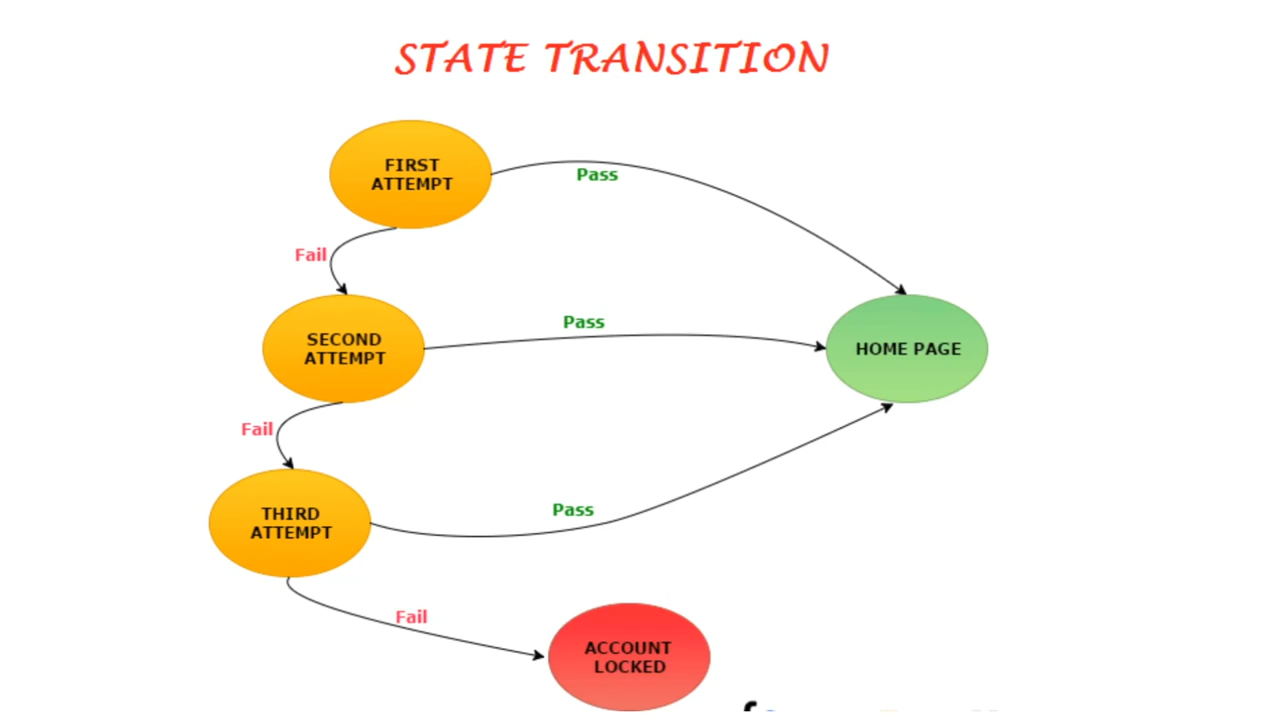 STATE TRANSITION
FIRST
ATTEMPT
Pass
Fail
SECOND
ATTEMPT
Pass
HOME PAGE
Fail
THIRD
ATTEMPT
Pass
Fail
ACCOUNT
LOCKED